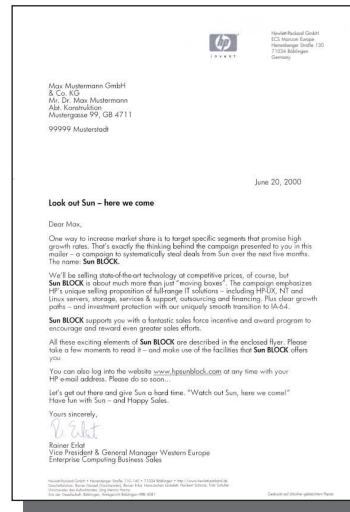 hp
invent
Hewlett-Packard GmbH
Herrenberger Straße 130
71034 Böblingen
Germany
Max Mustermann GmbH
& Co. KG
Mr. Dr. Max Mustermann
Abt. Konstruktion
Mustergasse 99, GB 4711
99999 Musterstadt
June 20, 2000
Look out Sun – here we come
Dear Max,
One way to increase market share is to target specific segments that promise high
growth rates. That's exactly the thinking behind the campaign presented to you in this
mailer – a campaign to systematically steal deals from Sun over the next five months.
The name: Sun BLOCK.
We'll be selling state-of-the-art technology at competitive prices, of course, but
Sun BLOCK is about much more than just "moving boxes". The campaign emphasizes
HP's unique selling proposition of full-range IT solutions – including HP-UX, NT and
Linux servers, storage, services & support, outsourcing and financing. Plus clear growth
paths – and investment protection with our uniquely smooth transition to IA-64.
Sun BLOCK supports you with a fantastic sales force incentive and award program to
encourage and reward even greater sales efforts.
All these exciting elements of Sun BLOCK are described in the enclosed flyer. Please
take a few moments to read it – and make use of the facilities that Sun BLOCK offers
you
You can also log into the website www.hpsunblock.com at any time with your
HP e-mail address. Please do so soon...
Let's get out there and give Sun a hard time. "Watch out Sun, here we come!"
Have fun with Sun – and Happy Sales.
Yours sincerely,
R. Erlat
Rainer Erlat
Vice President & General Manager Western Europe
Enterprise Computing Business Sales